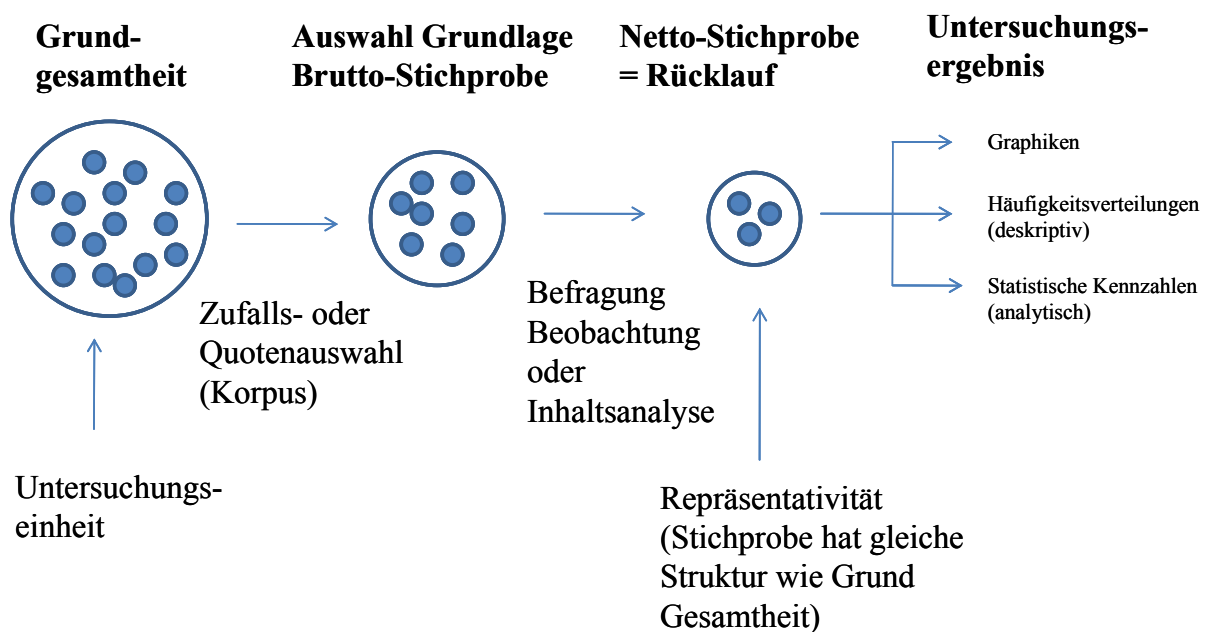 Grund-
gesamtheit
Auswahl Grundlage
Brutto-Stichprobe
Netto-Stichprobe
= Rücklauf
Untersuchungs-
ergebnis
Graphiken
Häufigkeitsverteilungen
(deskriptiv)
Statistische Kennzahlen
(analytisch)
Zufalls- oder
Quotenauswahl
(Korpus)
Befragung
Beobachtung
oder
Inhaltsanalyse
Untersuchungs-
einheit
Repräsentativität
(Stichprobe hat gleiche
Struktur wie Grund
Gesamtheit)